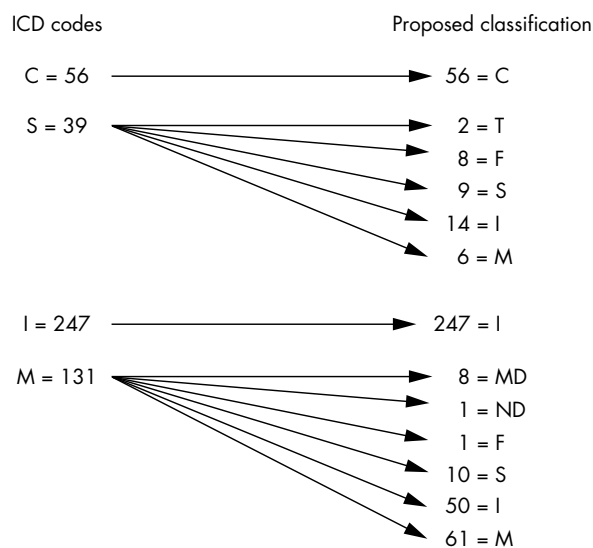 ICD codes Proposed classification
C = 56 56 = C
S = 39 2 = T
8 = F
9 = S
14 = I
6 = M
I = 247 247 = I
M = 131 8 = MD
1 = ND
1 = F
10 = S
50 = I
61 = M